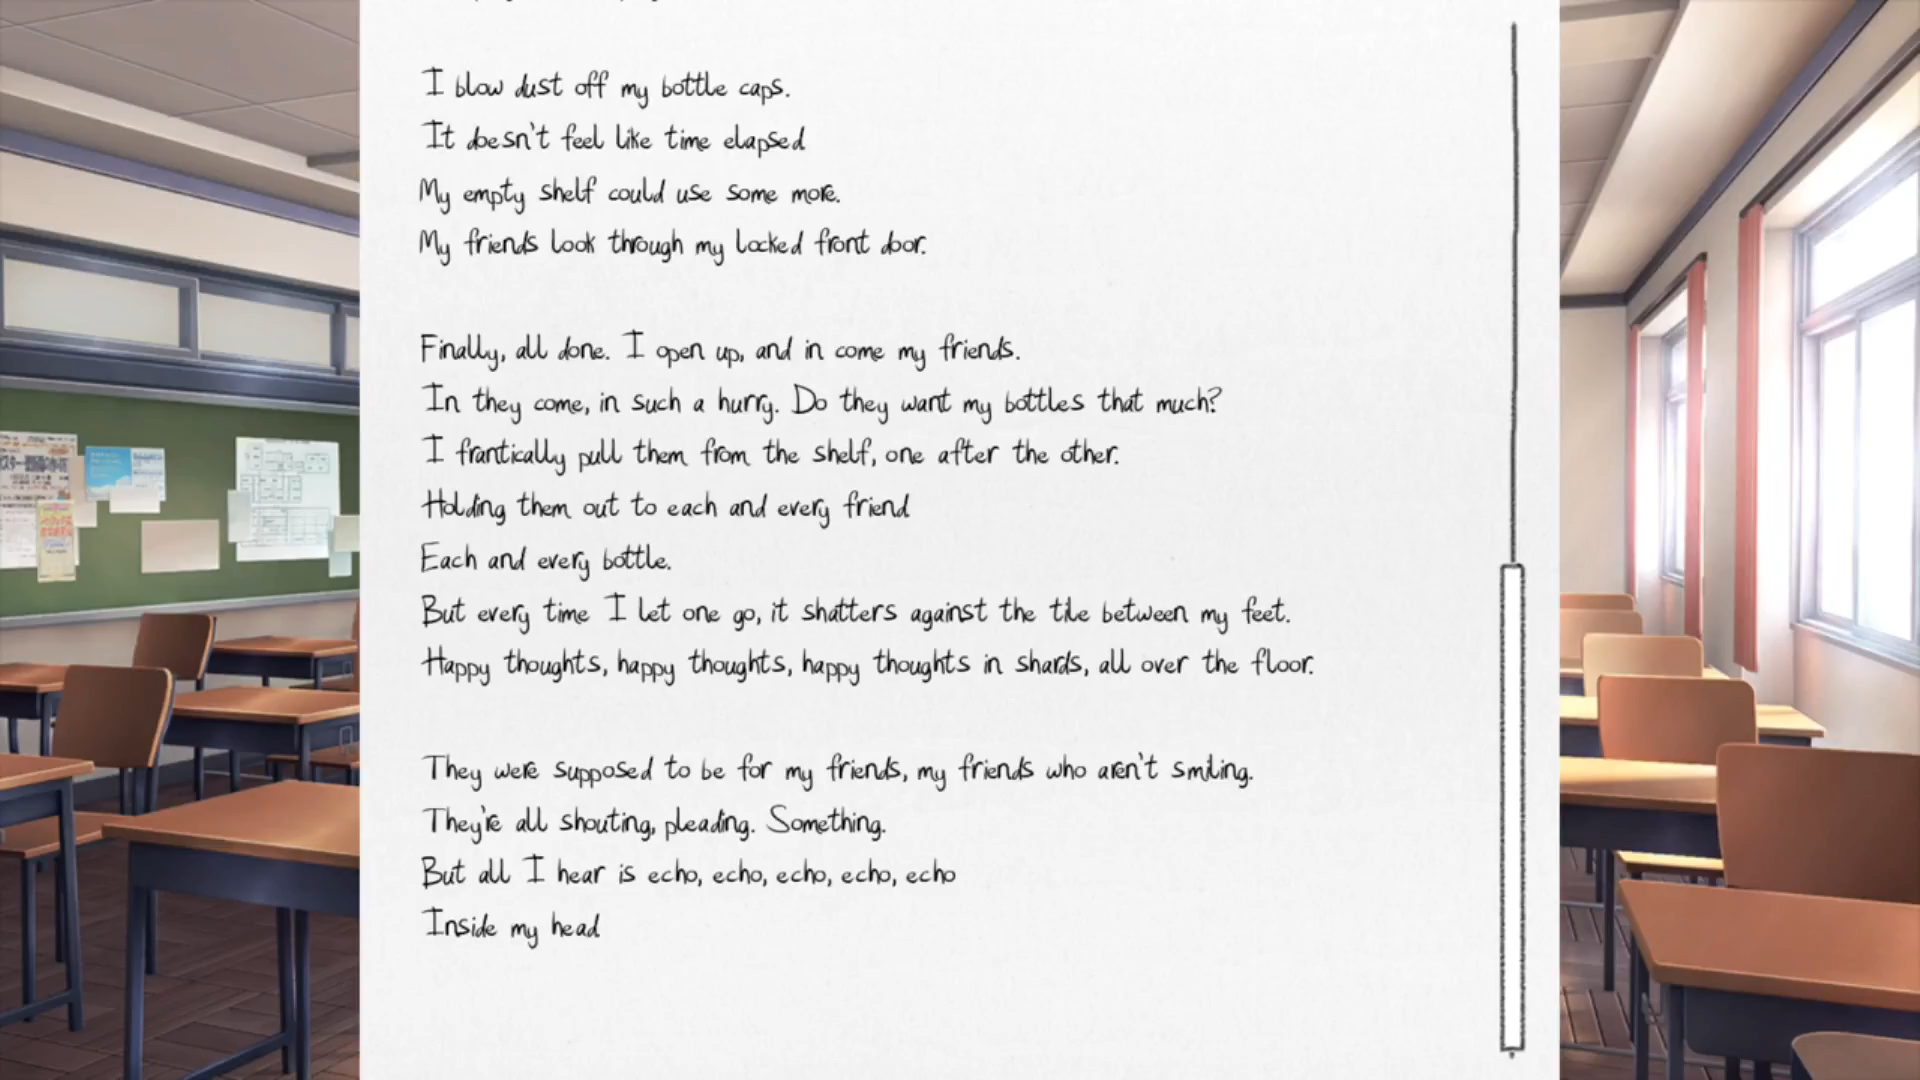 I blow dust off my bottle caps.
It doesn't feel like time elapsed
My empty shelf could use some more.
My friends look through my locked front door.
Finally, all done. I open up, and in come my friends.
In they come, in such a hurry. Do they want my bottles that much?
I frantically pull them from the shelf, one after the other.
Holding them out to each and every friend
Each and every bottle.
But every time I let one go, it shatters against the tile between my feet.
Happy thoughts, happy thoughts, happy thoughts in shards, all over the floor.
They were supposed to be for my friends, my friends who aren't smiling.
They're all shouting, pleading. Something.
But all I hear is echo, echo, echo, echo, echo
Inside my head